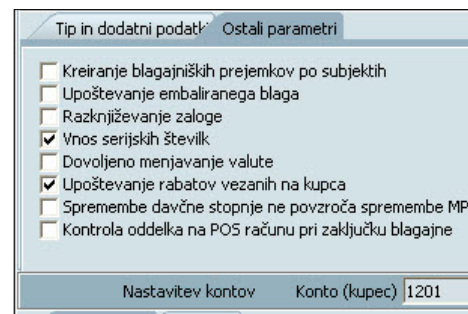 Tip in dodatni podatki Ostali parametri
Kreiranje blagajniških prejemkov po subjektih
Upoštevanje embaliranega blaga
Razknjiževanje zaloge
Vnos serijskih številk
Dovoljeno menjavanje valute
Upoštevanje rabatov vezanih na kupca
Spremembe davčne stopnje ne povzroča spremembe MP
Kontrola oddelka na POS računu pri zaključku blagajne
Nastavitev kontov Konto (kupec) 1201